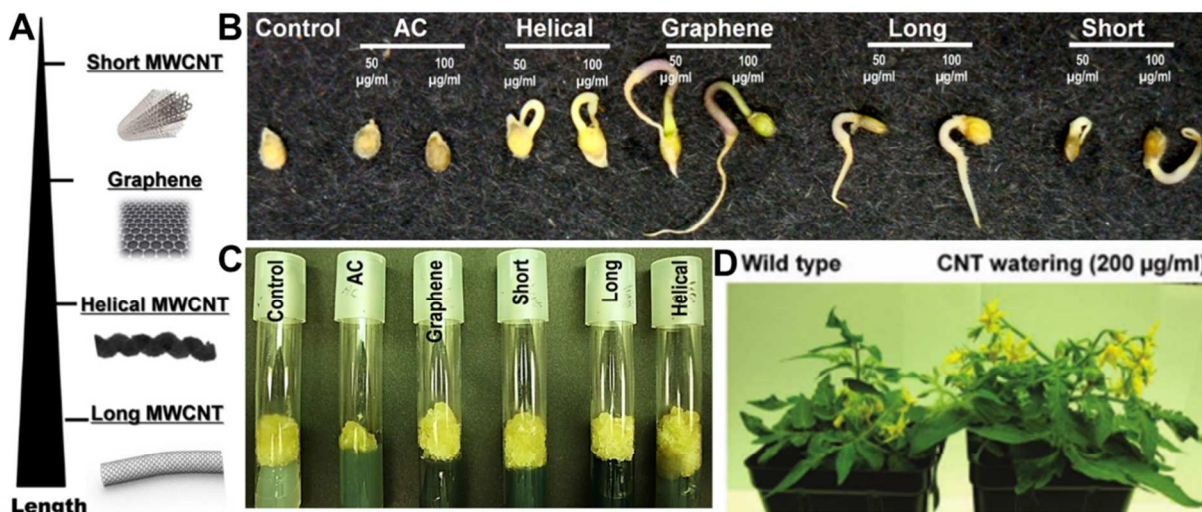 A
Short MWCNT
Graphene
Helical MWCNT
Long MWCNT
Length
B
Control AC Helical Graphene Long Short
50 µg/ml 100 µg/ml 50 µg/ml 100 µg/ml 50 µg/ml 100 µg/ml 50 µg/ml 100 µg/ml 50 µg/ml 100 µg/ml
C
Control
AC
Graphene
Short
Long
Helical
D Wild type CNT watering (200 µg/ml)